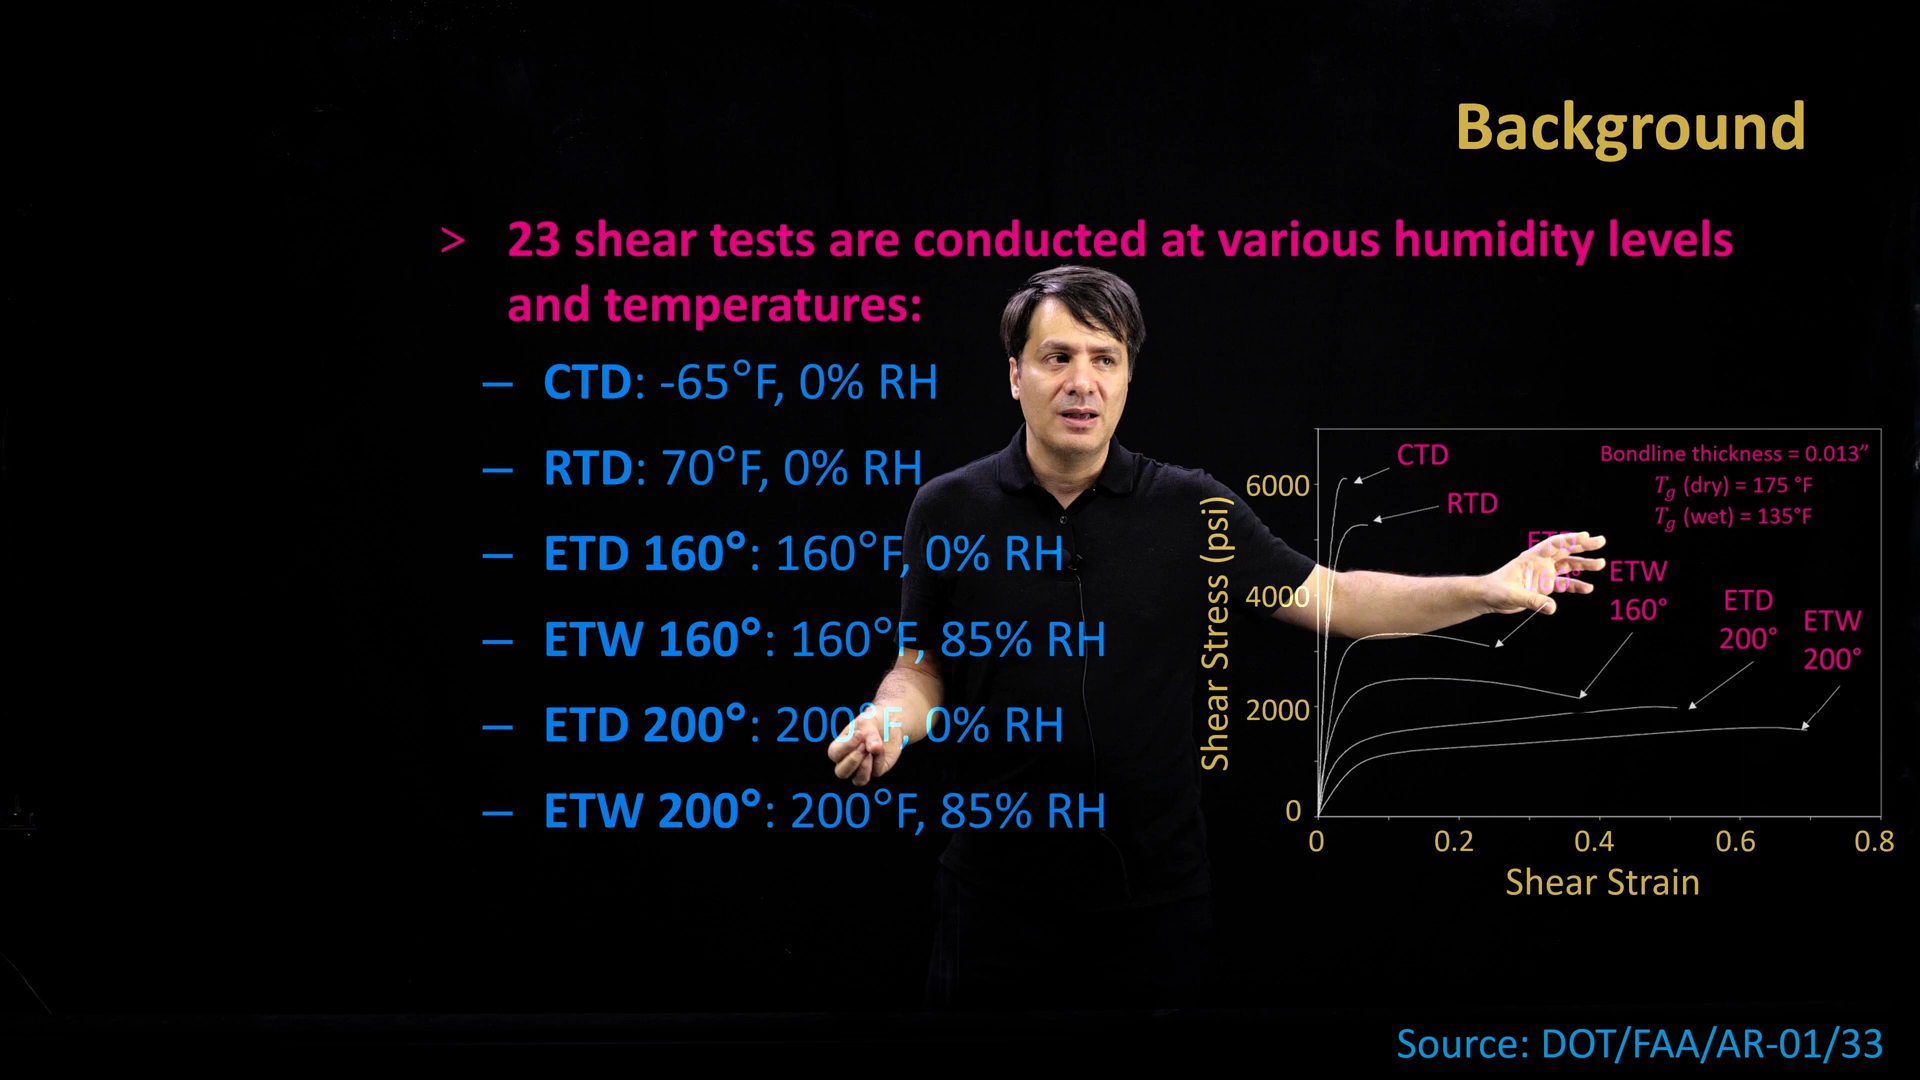 Background
> 23 shear tests are conducted at various humidity levels
and temperatures:
– CTD: -65°F, 0% RH
– RTD: 70°F, 0% RH
– ETD 160°: 160°F, 0% RH
– ETW 160°: 160°F, 85% RH
– ETD 200°: 200°F, 0% RH
– ETW 200°: 200°F, 85% RH
Shear Stress (psi)
6000
4000
2000
0
0 0.2 0.4 0.6 0.8
Shear Strain
CTD
RTD
ETD
160°
ETW
160°
ETD
200°
ETW
200°
Bondline thickness = 0.013”
Tg (dry) = 175 °F
Tg (wet) = 135°F
Source: DOT/FAA/AR-01/33